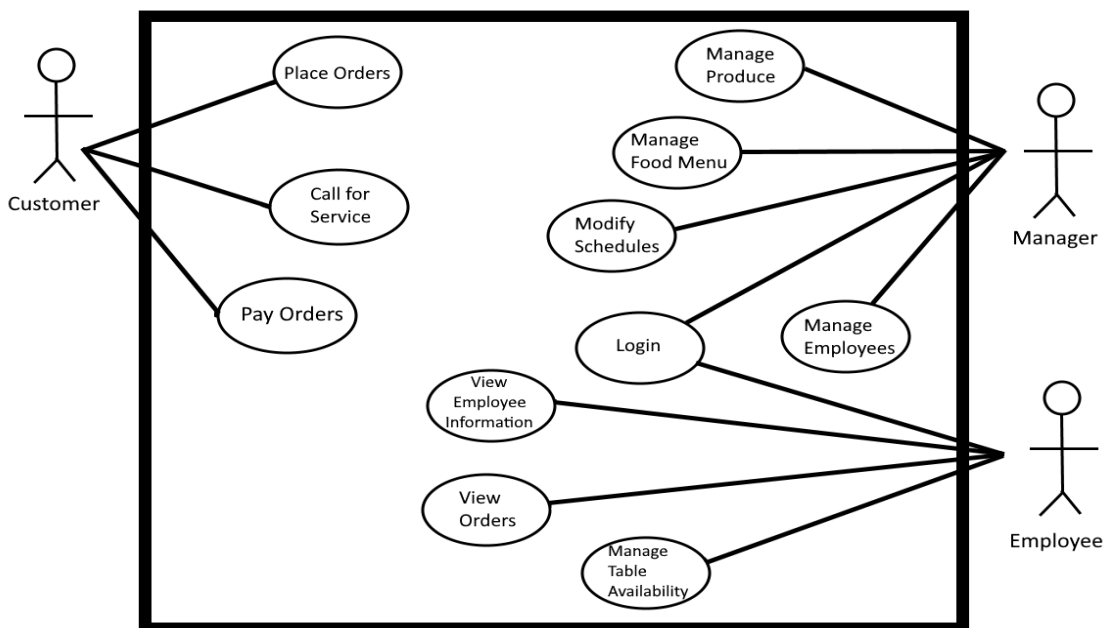 Customer
Place Orders
Call for
Service
Pay Orders
Manage
Produce
Manage
Food Menu
Modify
Schedules
Login
Manage
Employees
Manager
View
Employee
Information
View
Orders
Manage
Table
Availability
Employee